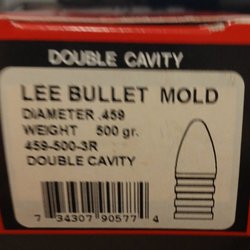 DOUBLE CAVITY
LEE BULLET MOLD
DIAMETER .459
WEIGHT 500 gr.
459-500-3R
DOUBLE CAVITY
7 34307 90577 4